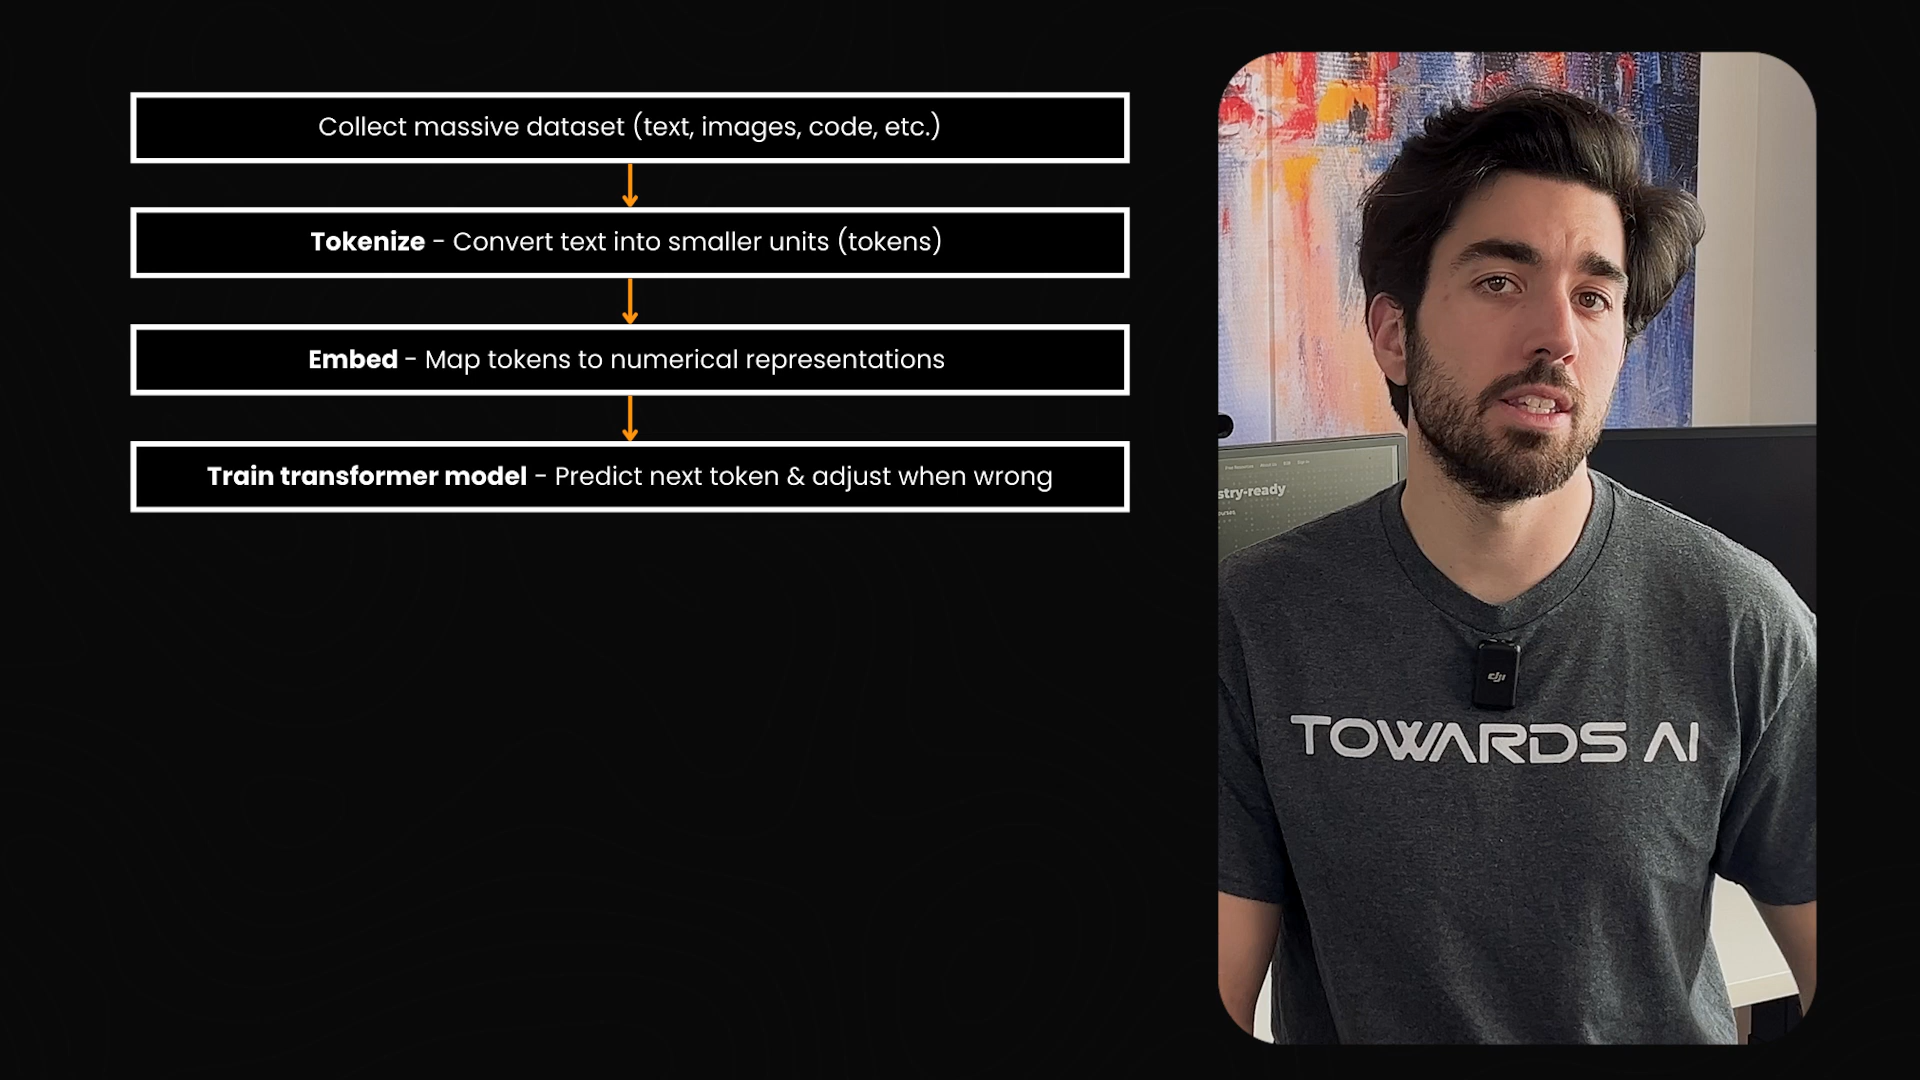 Collect massive dataset (text, images, code, etc.)
Tokenize - Convert text into smaller units (tokens)
Embed - Map tokens to numerical representations
Train transformer model - Predict next token & adjust when wrong
stry-ready
dji
TOWARDS AI